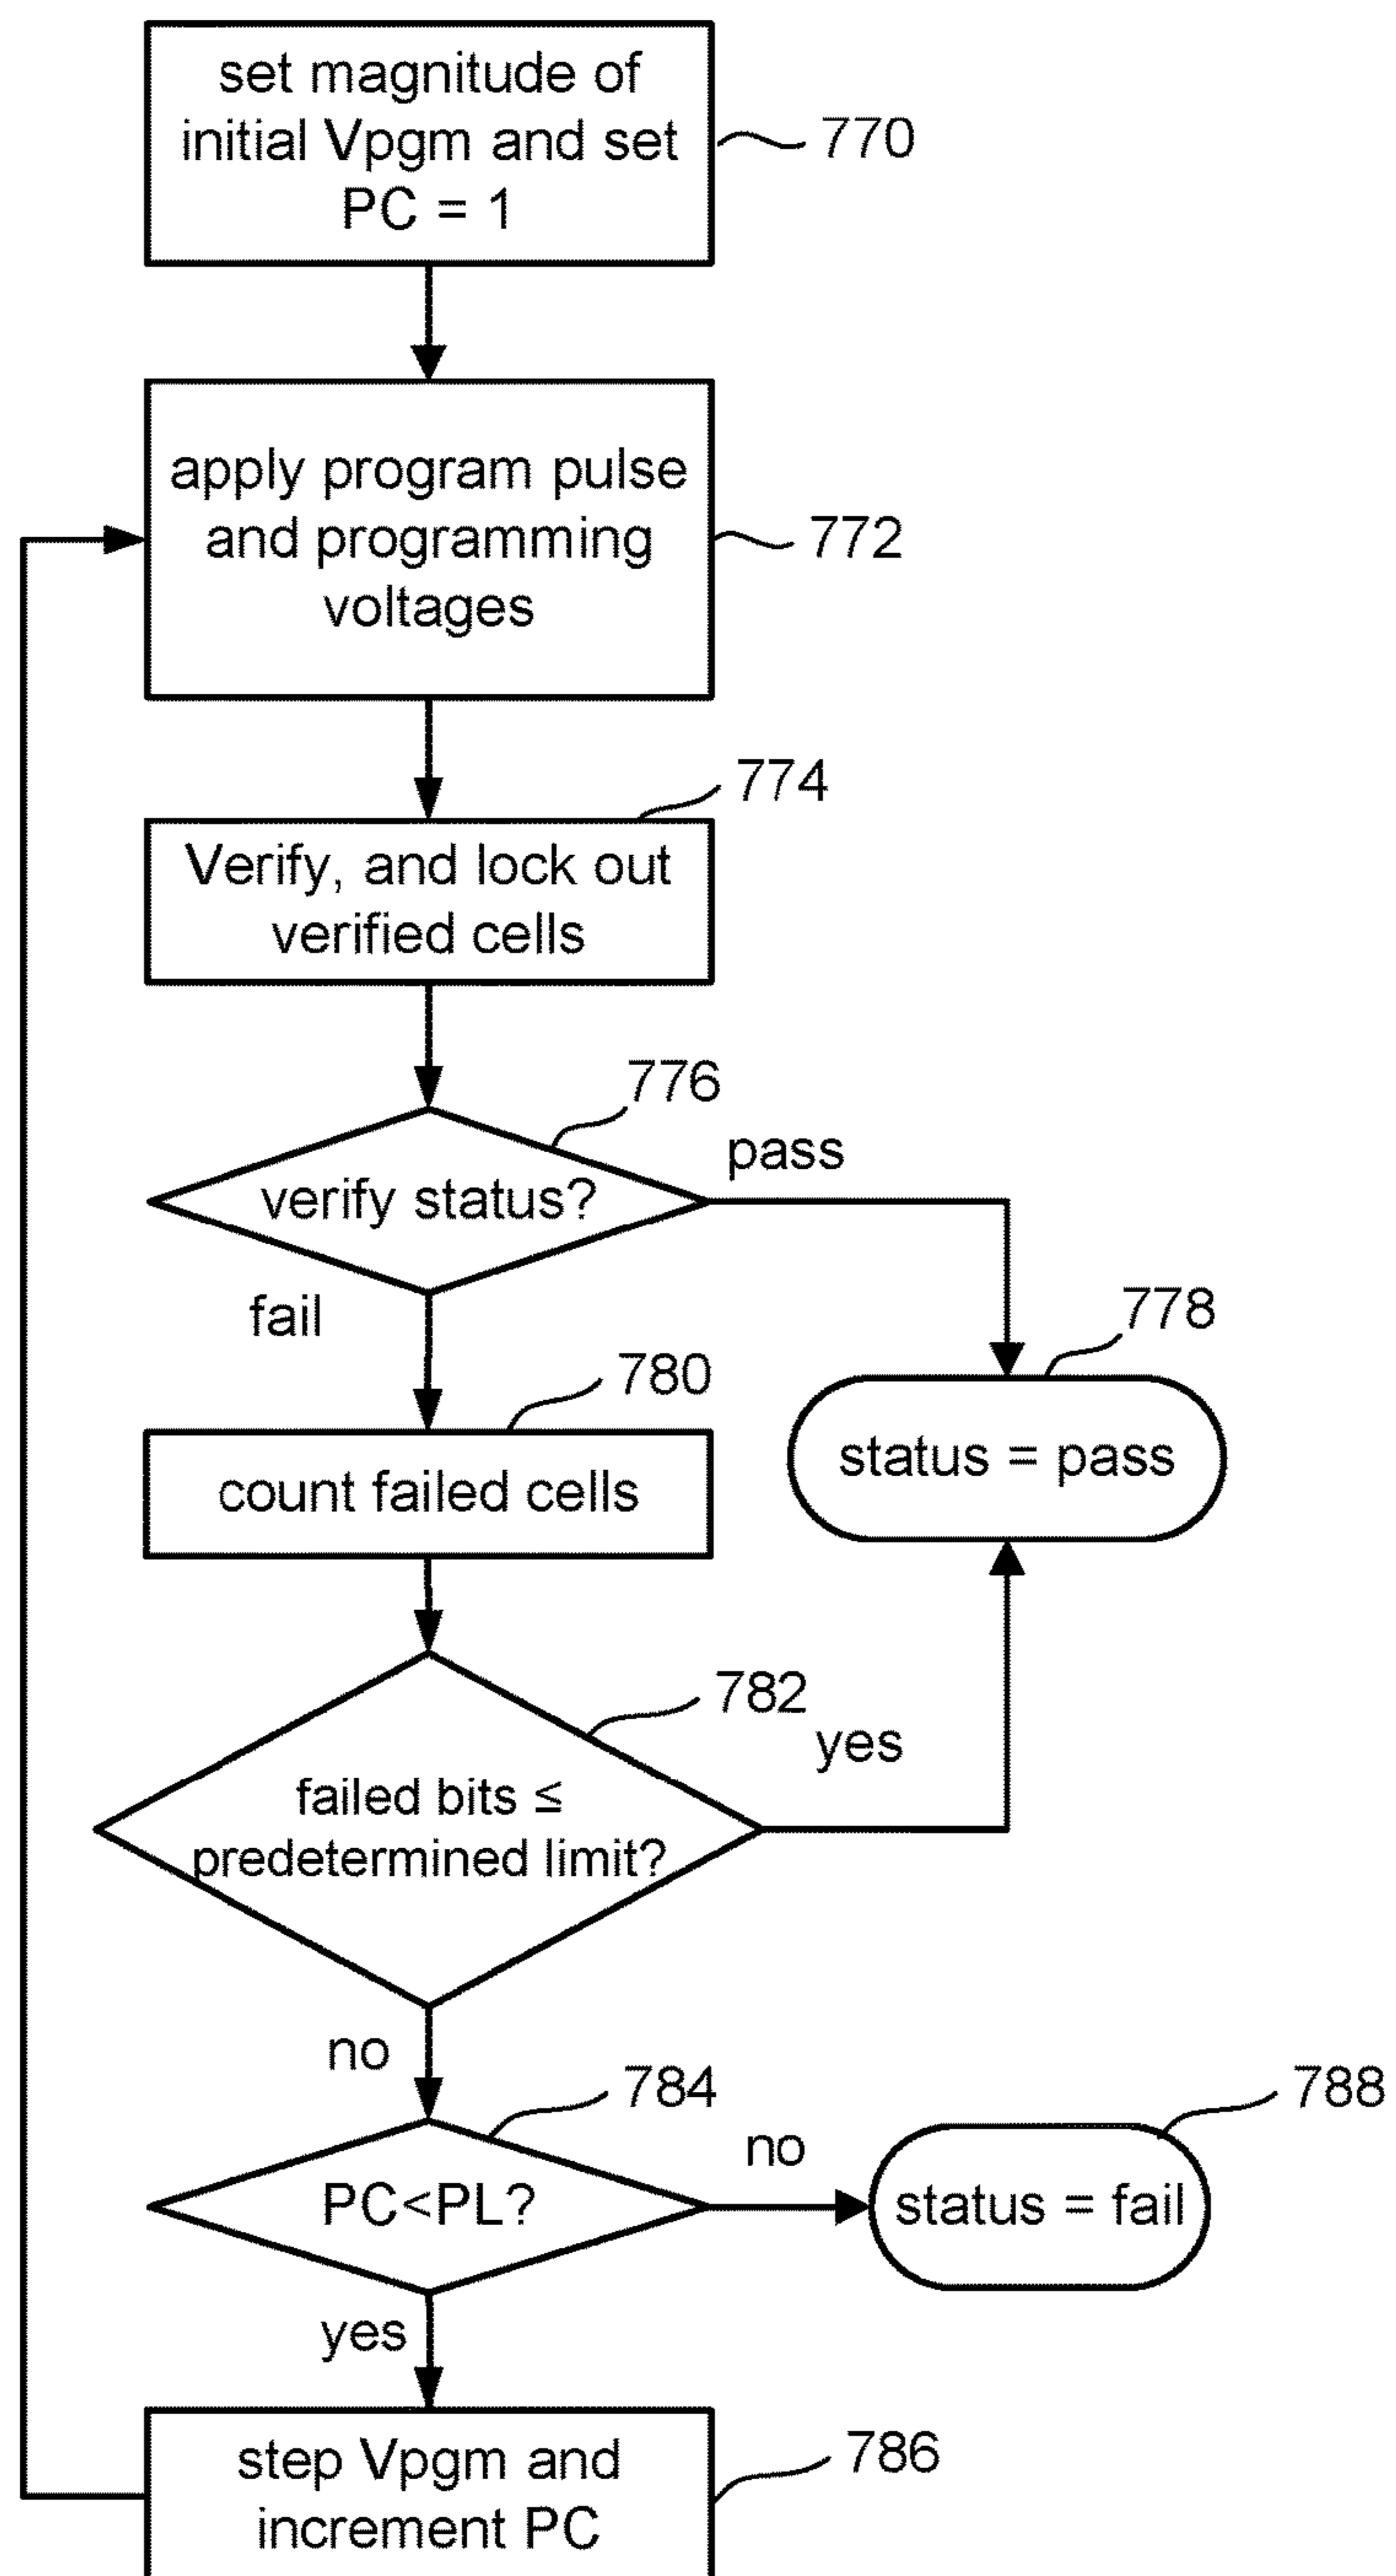 set magnitude of
initial Vpgm and set
PC = 1
770
apply program pulse
and programming
voltages
772
774
Verify, and lock out
verified cells
776
pass
verify status?
fail
778
780
status = pass
count failed cells
782
yes
failed bits ≤
predetermined limit?
no
784
788
no
PC<PL?
status = fail
yes
step Vpgm and
increment PC
786